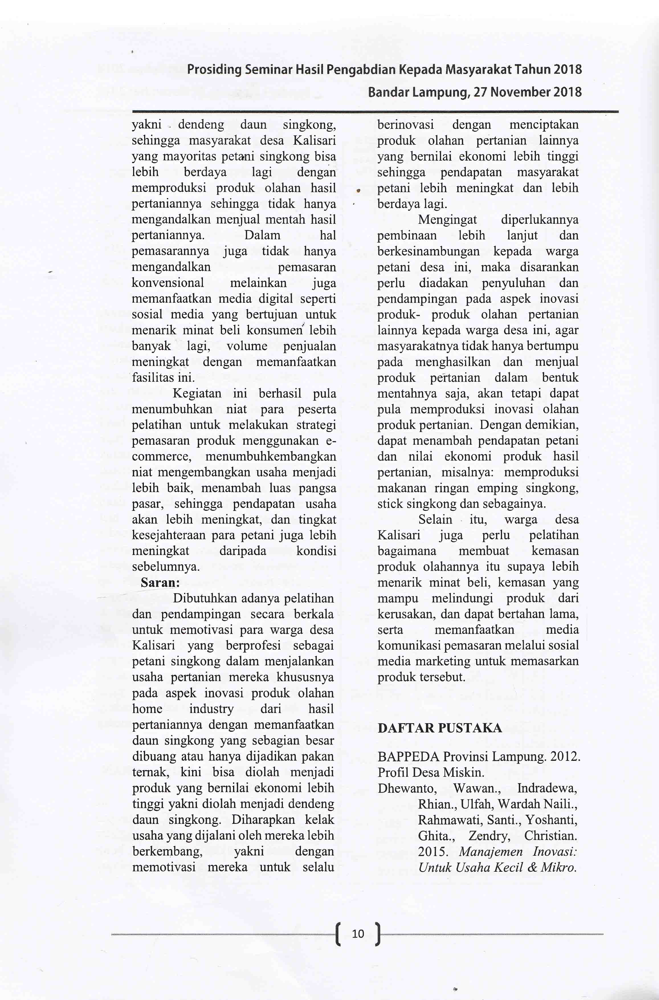 Prosiding Seminar Hasil Pengabdian Kepada Masyarakat Tahun 2018
Bandar Lampung, 27 November 2018
yakni dendeng daun singkong,
sehingga masyarakat desa Kalisari
yang mayoritas petani singkong bisa
lebih berdaya lagi dengan
memproduksi produk olahan hasil
pertaniannya sehingga tidak hanya
mengandalkan menjual mentah hasil
pertaniannya. Dalam hal
pemasarannya juga tidak hanya
mengandalkan pemasaran
konvensional melainkan juga
memanfaatkan media digital seperti
sosial media yang bertujuan untuk
menarik minat beli konsumen lebih
banyak lagi, volume penjualan
meningkat dengan memanfaatkan
fasilitas ini.
Kegiatan ini berhasil pula
menumbuhkan niat para peserta
pelatihan untuk melakukan strategi
pemasaran produk menggunakan e-
commerce, menumbuhkembangkan
niat mengembangkan usaha menjadi
lebih baik, menambah luas pangsa
pasar, sehingga pendapatan usaha
akan lebih meningkat, dan tingkat
kesejahteraan para petani juga lebih
meningkat daripada kondisi
sebelumnya.
Saran:
Dibutuhkan adanya pelatihan
dan pendampingan secara berkala
untuk memotivasi para warga desa
Kalisari yang berprofesi sebagai
petani singkong dalam menjalankan
usaha pertanian mereka khususnya
pada aspek inovasi produk olahan
home industry dari hasil
pertaniannya dengan memanfaatkan
daun singkong yang sebagian besar
dibuang atau hanya dijadikan pakan
ternak, kini bisa diolah menjadi
produk yang bernilai ekonomi lebih
tinggi yakni diolah menjadi dendeng
daun singkong. Diharapkan kelak
usaha yang dijalani oleh mereka lebih
berkembang, yakni dengan
memotivasi mereka untuk selalu
berinovasi dengan menciptakan
produk olahan pertanian lainnya
yang bernilai ekonomi lebih tinggi
sehingga pendapatan masyarakat
petani lebih meningkat dan lebih
berdaya lagi.
Mengingat diperlukannya
pembinaan lebih lanjut dan
berkesinambungan kepada warga
petani desa ini, maka disarankan
perlu diadakan penyuluhan dan
pendampingan pada aspek inovasi
produk- produk olahan pertanian
lainnya kepada warga desa ini, agar
masyarakatnya tidak hanya bertumpu
pada menghasilkan dan menjual
produk pertanian dalam bentuk
mentahnya saja, akan tetapi dapat
pula memproduksi inovasi olahan
produk pertanian. Dengan demikian,
dapat menambah pendapatan petani
dan nilai ekonomi produk hasil
pertanian, misalnya: memproduksi
makanan ringan emping singkong,
stick singkong dan sebagainya.
Selain itu, warga desa
Kalisari juga perlu pelatihan
bagaimana membuat kemasan
produk olahannya itu supaya lebih
menarik minat beli, kemasan yang
mampu melindungi produk dari
kerusakan, dan dapat bertahan lama,
serta memanfaatkan media
komunikasi pemasaran melalui sosial
media marketing untuk memasarkan
produk tersebut.
DAFTAR PUSTAKA
BAPPEDA Provinsi Lampung. 2012.
Profil Desa Miskin.
Dhewanto, Wawan., Indradewa,
Rhian., Ulfah, Wardah Naili.,
Rahmawati, Santi., Yoshanti,
Ghita., Zendry, Christian.
2015. Manajemen Inovasi:
Untuk Usaha Kecil & Mikro.
10